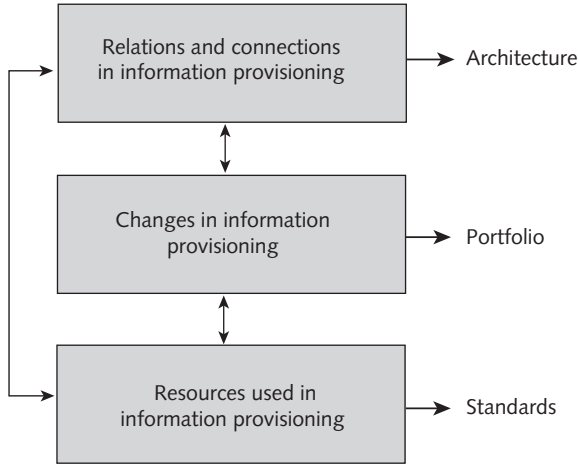 Relations and connections
in information provisioning
Architecture
Changes in information
provisioning
Portfolio
Resources used in
information provisioning
Standards